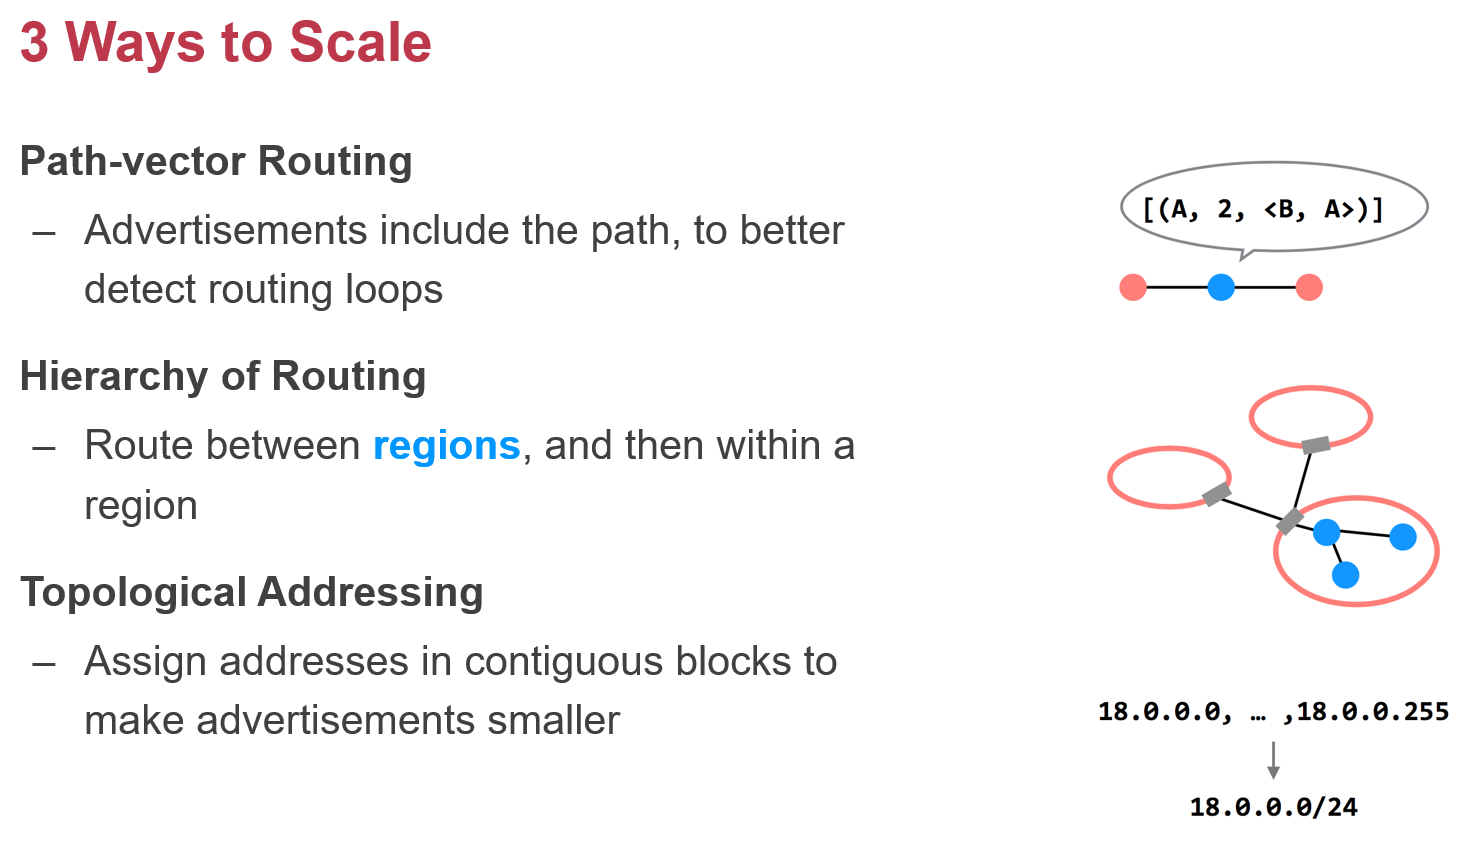 3 Ways to Scale
Path-vector Routing
– Advertisements include the path, to better
detect routing loops
[(A, 2, <B, A>)]
Hierarchy of Routing
– Route between regions, and then within a
region
Topological Addressing
– Assign addresses in contiguous blocks to
make advertisements smaller
18.0.0.0, … ,18.0.0.255
18.0.0.0/24